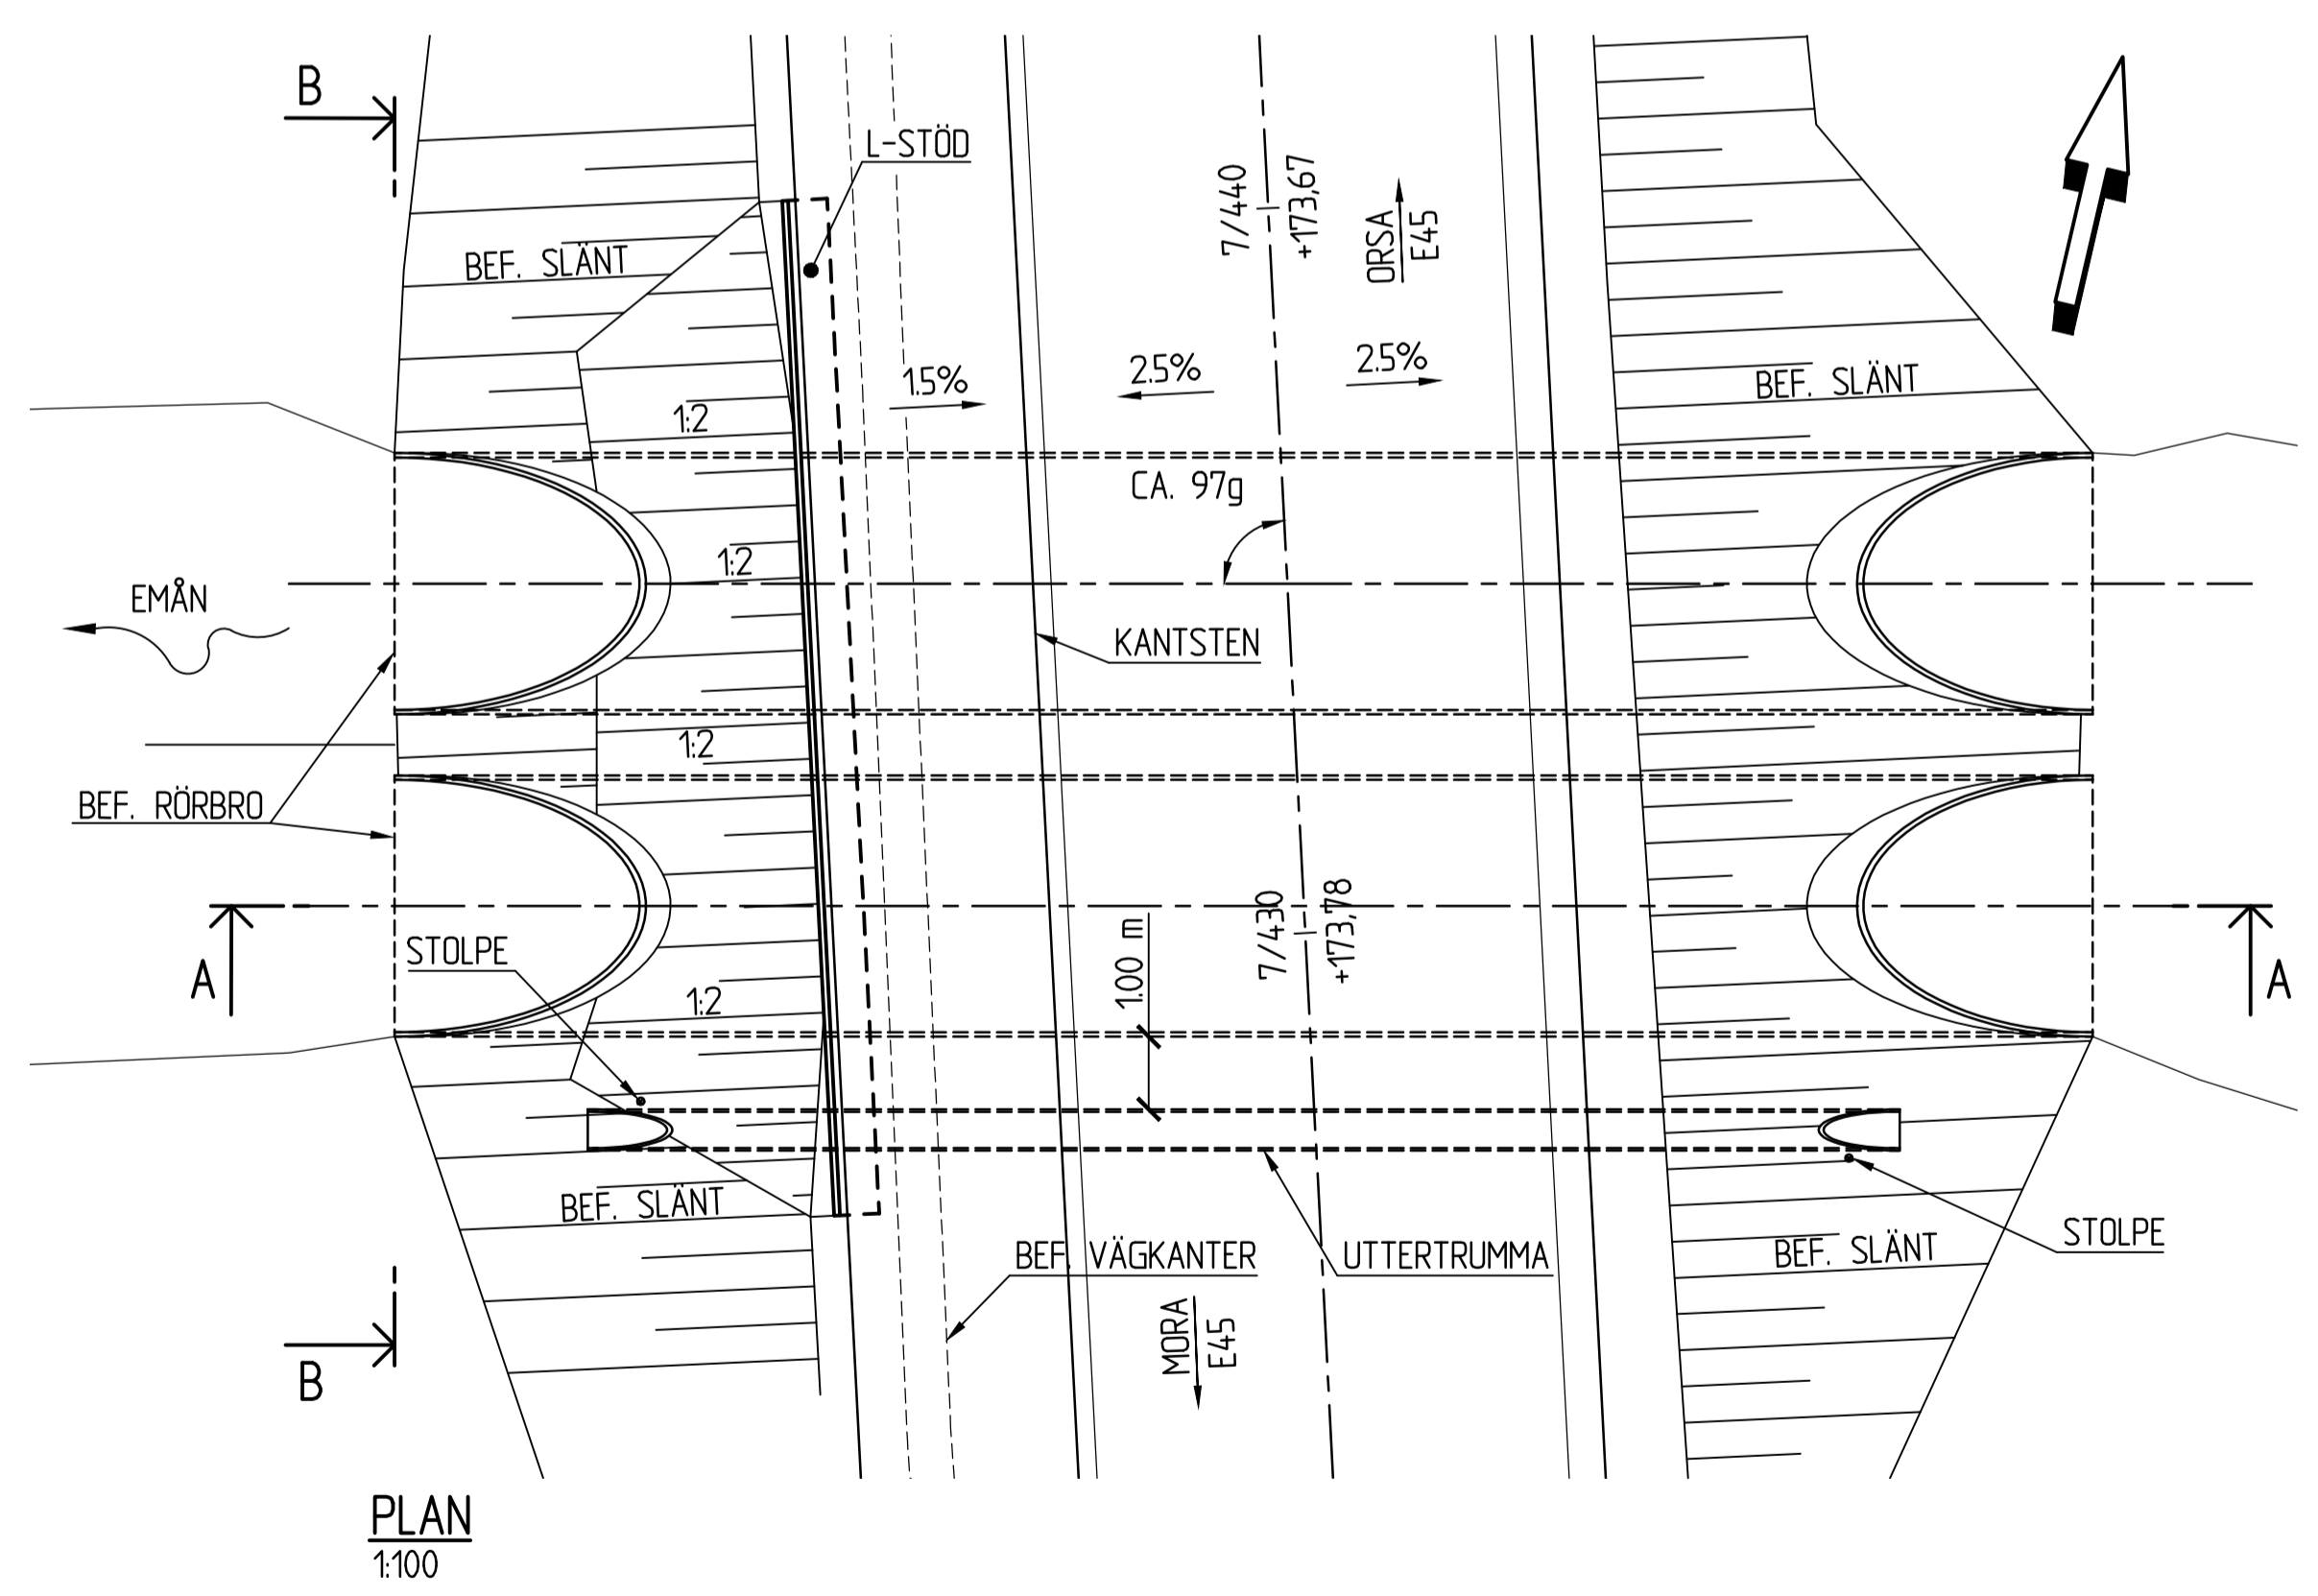 B
L-STÖD
7/440
+173,67
ORSA
E45
BEF. SLÄNT
1.5%
2.5%
2.5%
BEF. SLÄNT
1:2
CA. 97g
1:2
EMÅN
KANTSTEN
1:2
BEF. RÖRBRO
7/430
+173,78
STOLPE
1.00 m
A
A
1:2
BEF. SLÄNT
STOLPE
BEF. VÄGKANTER
UTTERTRUMMA
BEF. SLÄNT
MORA
E45
B
PLAN
1:100